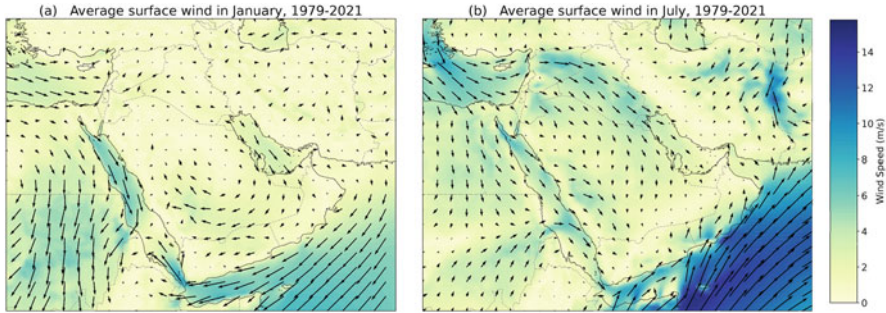 (a) Average surface wind in January, 1979-2021
(b) Average surface wind in July, 1979-2021
14
12
10
8
6
4
2
0
Wind Speed (m/s)